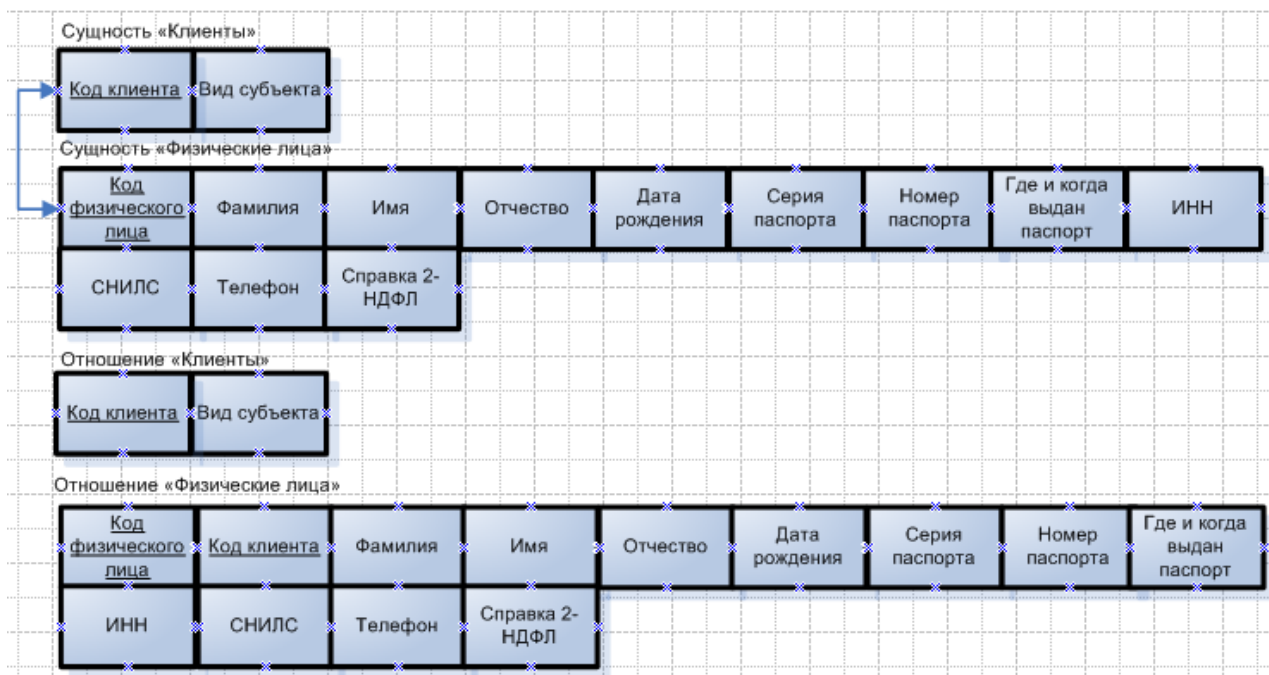 Сущность «Клиенты»
Код клиента
Вид субъекта
Сущность «Физические лица»
Код
физического
лица
Фамилия
Имя
Отчество
Дата
рождения
Серия
паспорта
Номер
паспорта
Где и когда
выдан
паспорт
ИНН
СНИЛС
Телефон
Справка 2-
НДФЛ
Отношение «Клиенты»
Код клиента
Вид субъекта
Отношение «Физические лица»
Код
физического
лица
Код клиента
Фамилия
Имя
Отчество
Дата
рождения
Серия
паспорта
Номер
паспорта
Где и когда
выдан
паспорт
ИНН
СНИЛС
Телефон
Справка 2-
НДФЛ